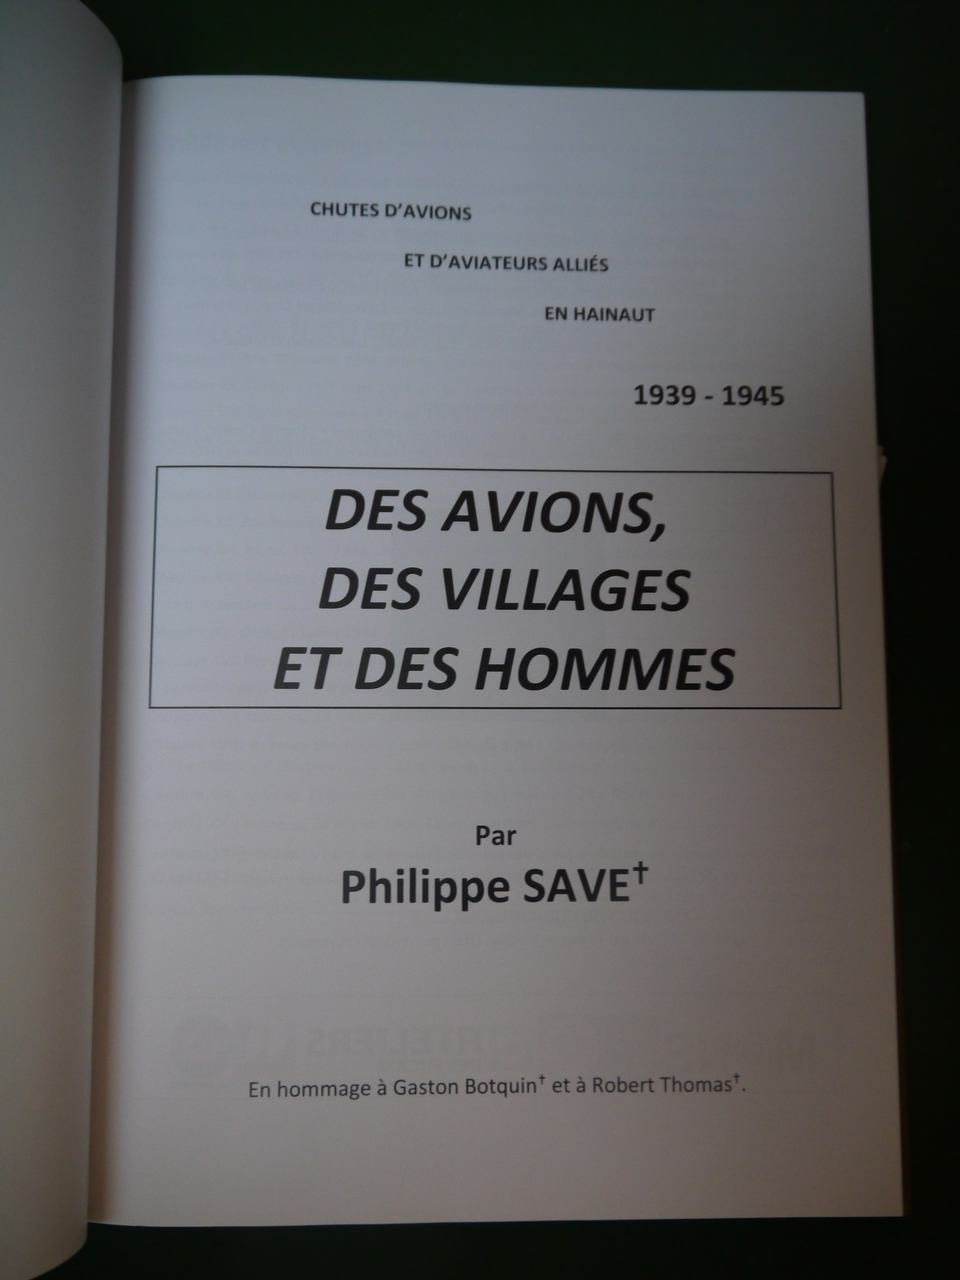 CHUTES D'AVIONS
ET D'AVIATEURS ALLIÉS
EN HAINAUT
1939 - 1945
DES AVIONS,
DES VILLAGES
ET DES HOMMES
Par
Philippe SAVE†
En hommage à Gaston Botquin† et à Robert Thomas†.